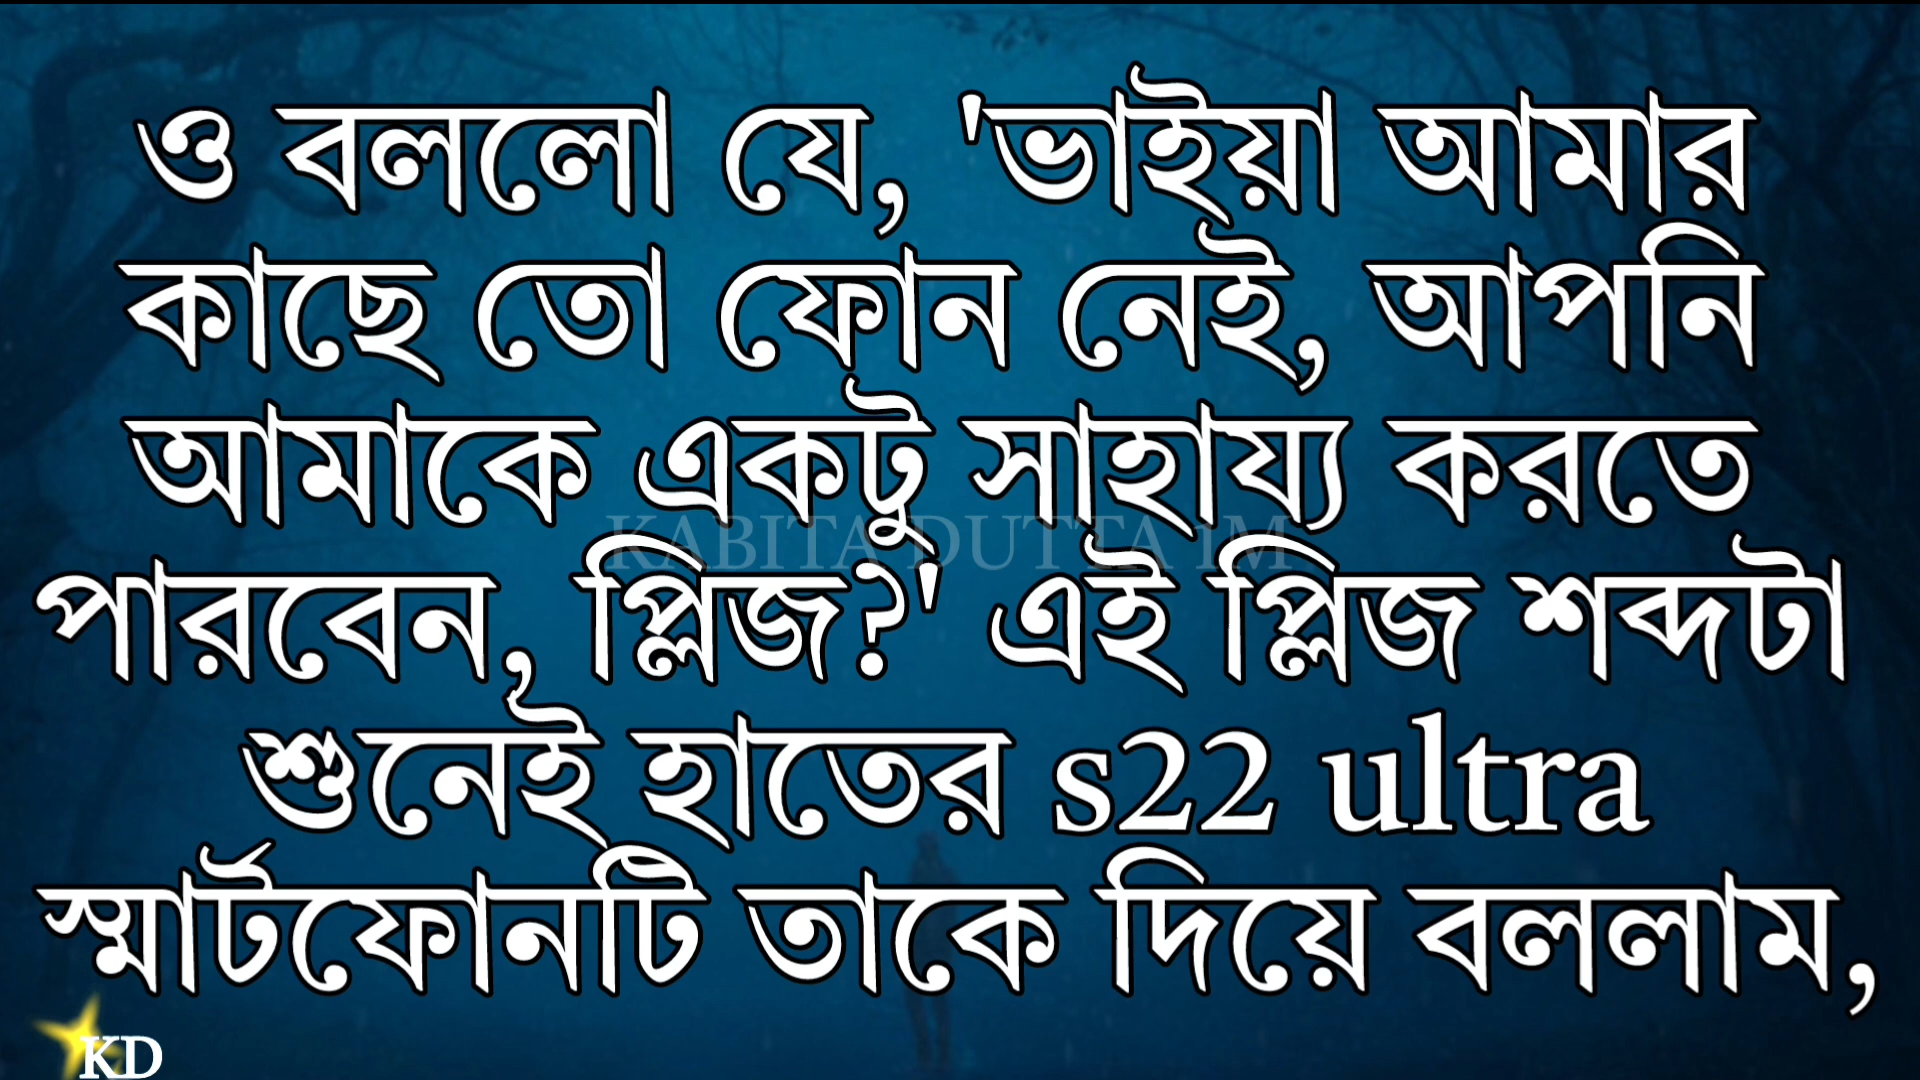 ও বললো যে, 'ভাইয়া আমার
কাছে তো ফোন নেই, আপনি
আমাকে একটু সাহায্য করতে
KABITA DUTTA 1M
পারবেন, প্লিজ?' এই প্লিজ শব্দটা
শুনেই হাতের s22 ultra
স্মার্টফোনটি তাকে দিয়ে বললাম,
KD